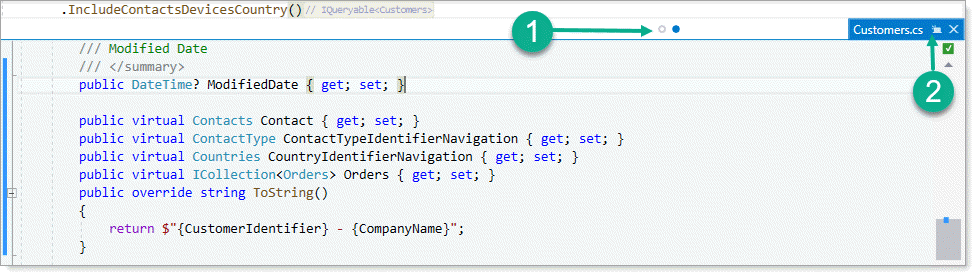 .IncludeContactsDevicesCountry() // IQueryable<Customers>
1
Customers.cs
/// Modified Date
/// </summary>
public DateTime? ModifiedDate { get; set; }
2
public virtual Contacts Contact { get; set; }
public virtual ContactType ContactTypeIdentifierNavigation { get; set; }
public virtual Countries CountryIdentifierNavigation { get; set; }
public virtual ICollection<Orders> Orders { get; set; }
public override string ToString()
{
return $"{CustomerIdentifier} - {CompanyName}";
}